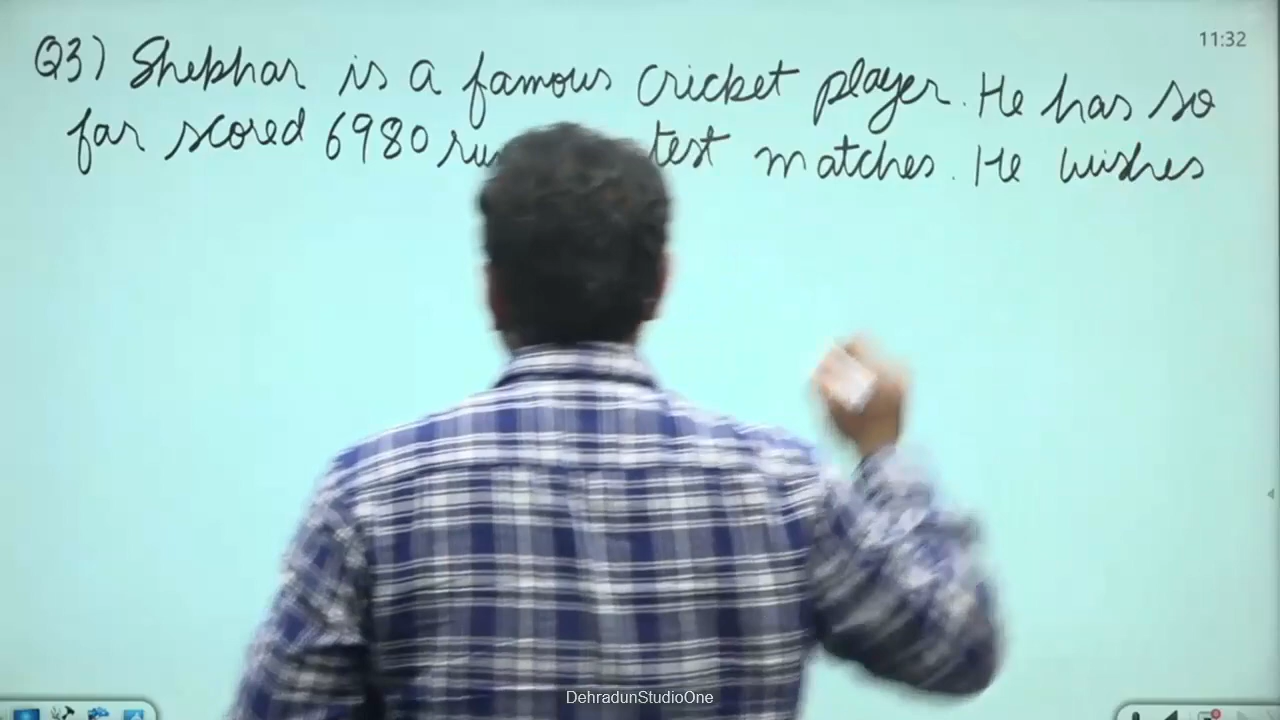 11:32
Q3) Shekhar is a famous cricket player. He has so
far scored 6980 test matches. He wishes
DehradunStudioOne